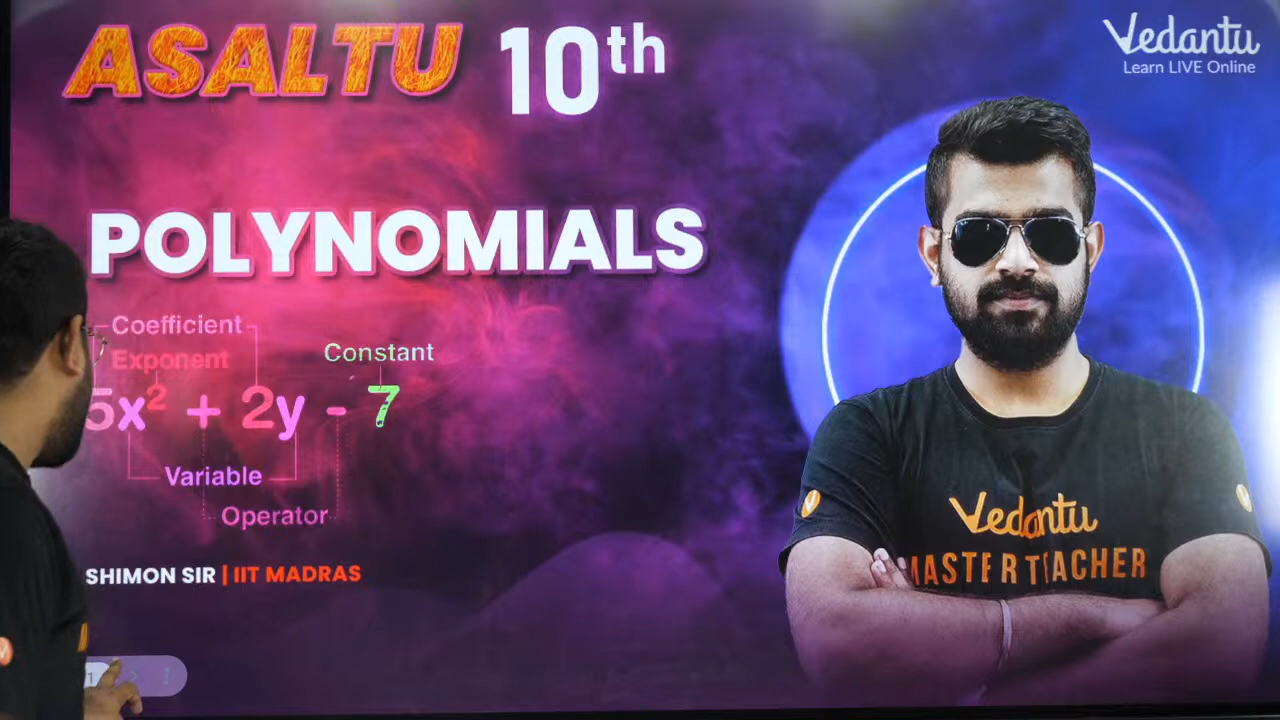 ASALTU 10th
Vedantu
Learn LIVE Online
POLYNOMIALS
Coefficient
Exponent
Constant
5x² + 2y - 7
Variable
Operator
SHIMON SIR | IIT MADRAS
Vedantu
MASTER TEACHER
1